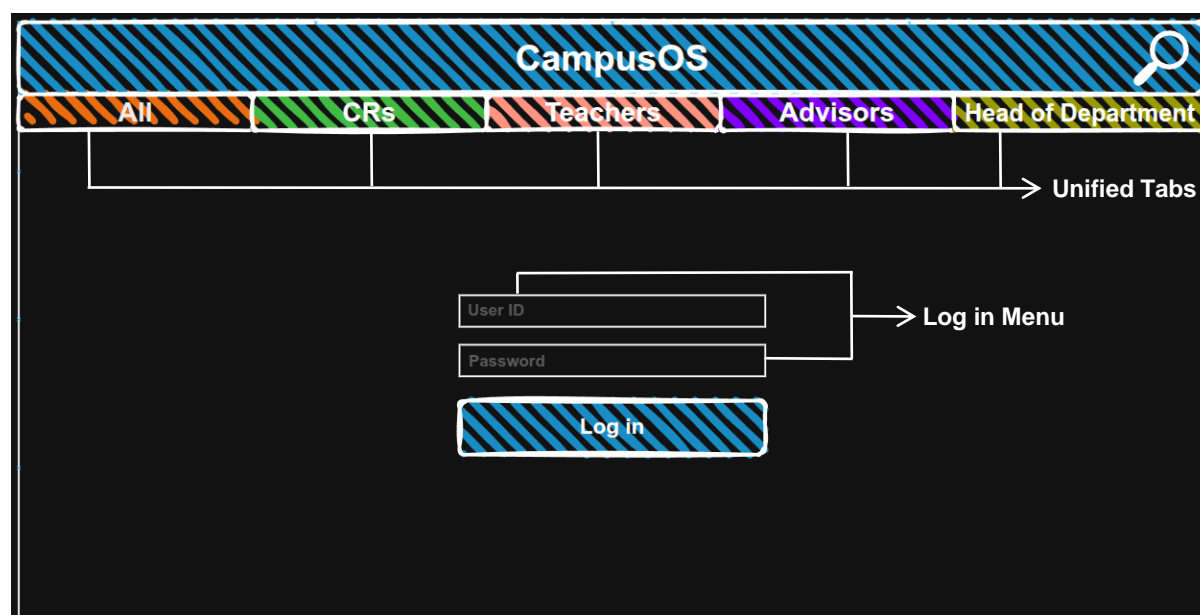 CampusOS
All CRs Teachers Advisors Head of Department
Unified Tabs
User ID
Log in Menu
Password
Log in